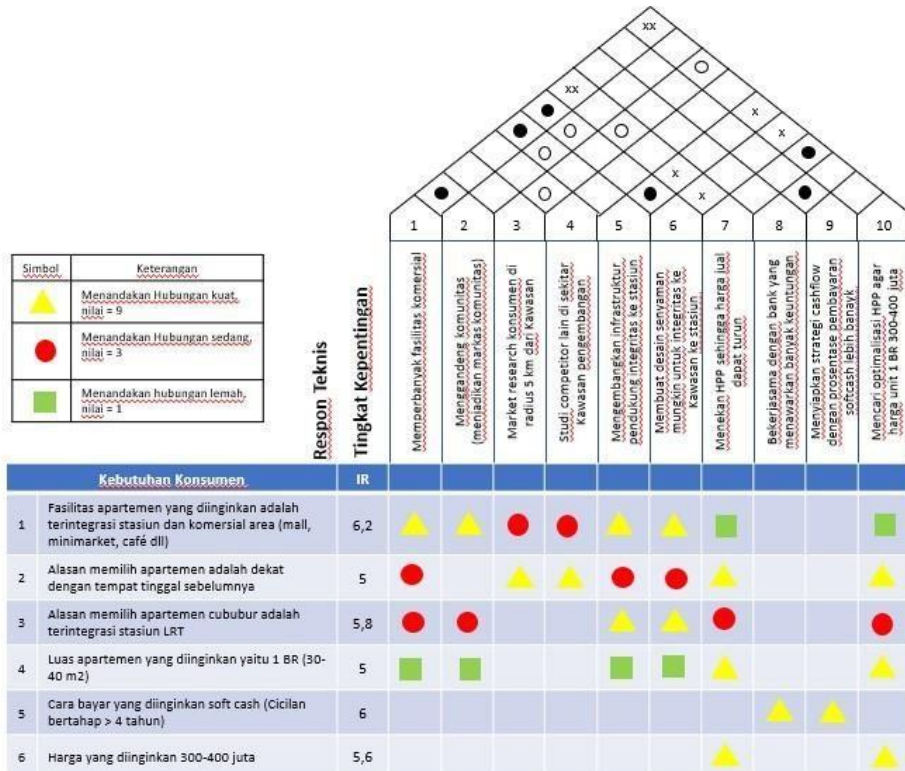 xx
xx
x
x
x
x
1
2
3
4
5
6
7
8
9
10
Simbol
Keterangan
Menandakan Hubungan kuat,
nilai = 9
Menandakan Hubungan sedang,
nilai = 3
Menandakan hubungan lemah,
nilai = 1
Respon Teknis
Tingkat Kepentingan
Memperbanyak fasilitas komersial
Menggandeng komunitas
(menjadikan markas komunitas)
Market research konsumen di
radius 5 km dari Kawasan
Studi competitor lain di sekitar
Kawasan pengembangan
Mengembangkan infrastruktur
pendukung integritas ke stasiun
Membuat desain senyaman
mungkin untuk integritas ke
Kawasan ke stasiun
Menekan HPP sehingga harga jual
dapat turun
Bekerjasama dengan bank yang
menawarkan banyak keuntungan
Menyiapkan strategi cashflow
dengan prosentase pembayaran
softcash lebih banayk
Mencari optimalisasi HPP agar
harga unit 1 BR 300-400 juta
Kebutuhan Konsumen
IR
1
Fasilitas apartemen yang diinginkan adalah
terintegrasi stasiun dan komersial area (mall,
minimarket, café dll)
6,2
2
Alasan memilih apartemen adalah dekat
dengan tempat tinggal sebelumnya
5
3
Alasan memilih apartemen cububur adalah
terintegrasi stasiun LRT
5,8
4
Luas apartemen yang diinginkan yaitu 1 BR (30-
40 m2)
5
5
Cara bayar yang diinginkan soft cash (Cicilan
bertahap > 4 tahun)
6
6
Harga yang diinginkan 300-400 juta
5,6